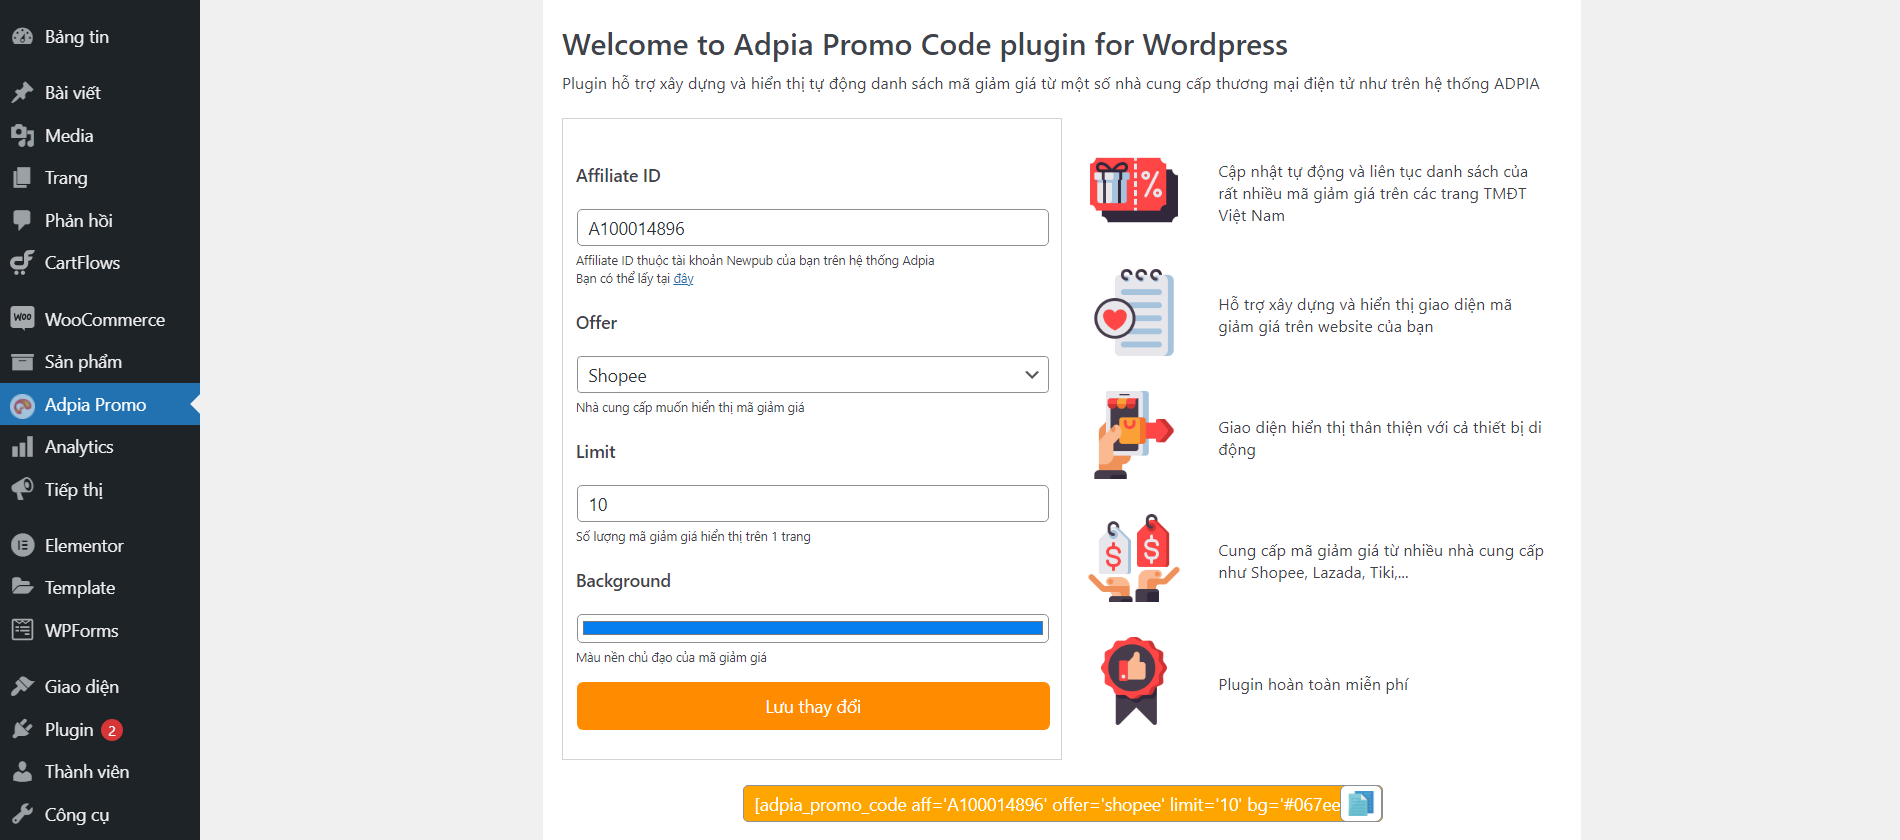 Bảng tin
Bài viết
Media
Trang
Phản hồi
CartFlows
WooCommerce
Sản phẩm
Adpia Promo
Analytics
Tiếp thị
Elementor
Template
WPForms
Giao diện
Plugin 2
Thành viên
Công cụ
Welcome to Adpia Promo Code plugin for Wordpress
Plugin hỗ trợ xây dựng và hiển thị tự động danh sách mã giảm giá từ một số nhà cung cấp thương mại điện tử như trên hệ thống ADPIA
Affiliate ID
A100014896
Affiliate ID thuộc tài khoản Newpub của bạn trên hệ thống Adpia
Bạn có thể lấy tại đây
Offer
Shopee
Nhà cung cấp muốn hiển thị mã giảm giá
Limit
10
Số lượng mã giảm giá hiển thị trên 1 trang
Background
Màu nền chủ đạo của mã giảm giá
Lưu thay đổi
Cập nhật tự động và liên tục danh sách của
rất nhiều mã giảm giá trên các trang TMĐT
Việt Nam
Hỗ trợ xây dựng và hiển thị giao diện mã
giảm giá trên website của bạn
Giao diện hiển thị thân thiện với cả thiết bị di
động
Cung cấp mã giảm giá từ nhiều nhà cung cấp
như Shopee, Lazada, Tiki,...
Plugin hoàn toàn miễn phí
[adpia_promo_code aff='A100014896' offer='shopee' limit='10' bg='#067ee